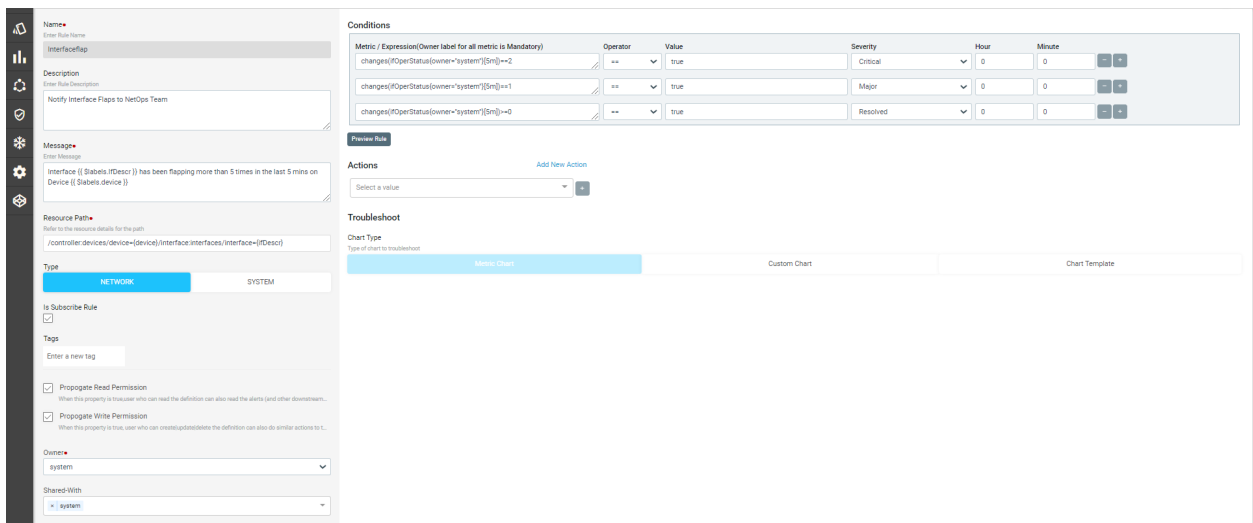 Name●
Enter Rule Name
Interfaceflap
Description
Enter Rule Description
Notify Interface Flaps to NetOps Team
Message●
Enter Message
Interface {{ $labels.ifDescr }} has been flapping more than 5 times in the last 5 mins on
Device {{ $labels.device }}
Resource Path●
Refer to the resource details for the path
/controller:devices/device={device}/interface:interfaces/interface={ifDescr}
Type
NETWORK SYSTEM
Is Subscribe Rule
Tags
Enter a new tag
Propogate Read Permission
When this property is true,user who can read the definition can also read the alerts (and other downstream...
Propogate Write Permission
When this property is true, user who can create/update/delete the definition can also do similar actions to t...
Owner●
system
Shared-With
× system
Conditions
Metric / Expression(Owner label for all metric is Mandatory) Operator Value Severity Hour Minute
changes(ifOperStatus{owner="system"}[5m])==2 == true Critical 0 0 − +
changes(ifOperStatus{owner="system"}[5m])==1 == true Major 0 0 − +
changes(ifOperStatus{owner="system"}[5m])>=0 == true Resolved 0 0 − +
Preview Rule
Actions Add New Action
Select a value +
Troubleshoot
Chart Type
Type of chart to troubleshoot
Metric Chart Custom Chart Chart Template